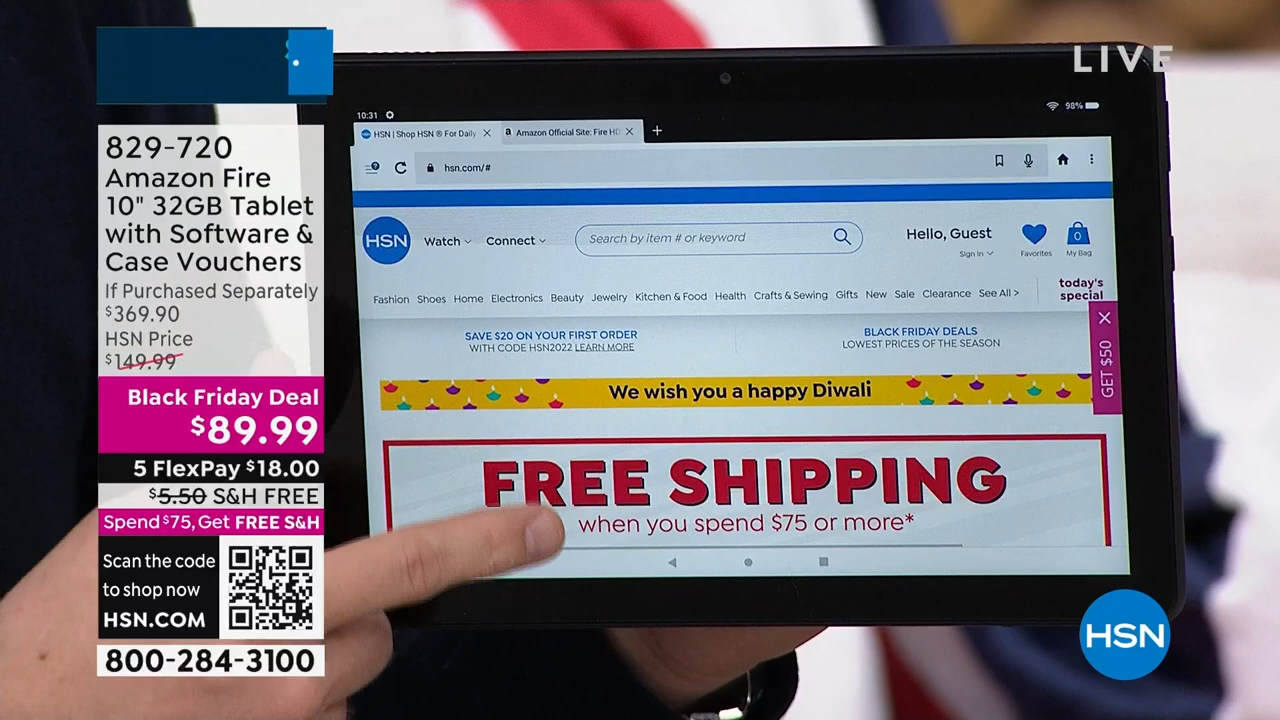 LIVE
829-720
Amazon Fire
10" 32GB Tablet
with Software &
Case Vouchers
If Purchased Separately
$369.90
HSN Price
$149.99
Black Friday Deal
$89.99
5 FlexPay $18.00
$5.50 S&H FREE
Spend $75, Get FREE S&H
Scan the code
to shop now
HSN.COM
800-284-3100
10:31
98%
HSN | Shop HSN ® For Daily
a Amazon Official Site: Fire HD
hsn.com/#
HSN
Watch
Connect
Search by item # or keyword
Hello, Guest
Sign In
Favorites
0
My Bag
Fashion Shoes Home Electronics Beauty Jewelry Kitchen & Food Health Crafts & Sewing Gifts New Sale Clearance See All >
today's
special
SAVE $20 ON YOUR FIRST ORDER
WITH CODE HSN2022 LEARN MORE
BLACK FRIDAY DEALS
LOWEST PRICES OF THE SEASON
GET $50
We wish you a happy Diwali
FREE SHIPPING
when you spend $75 or more*
HSN